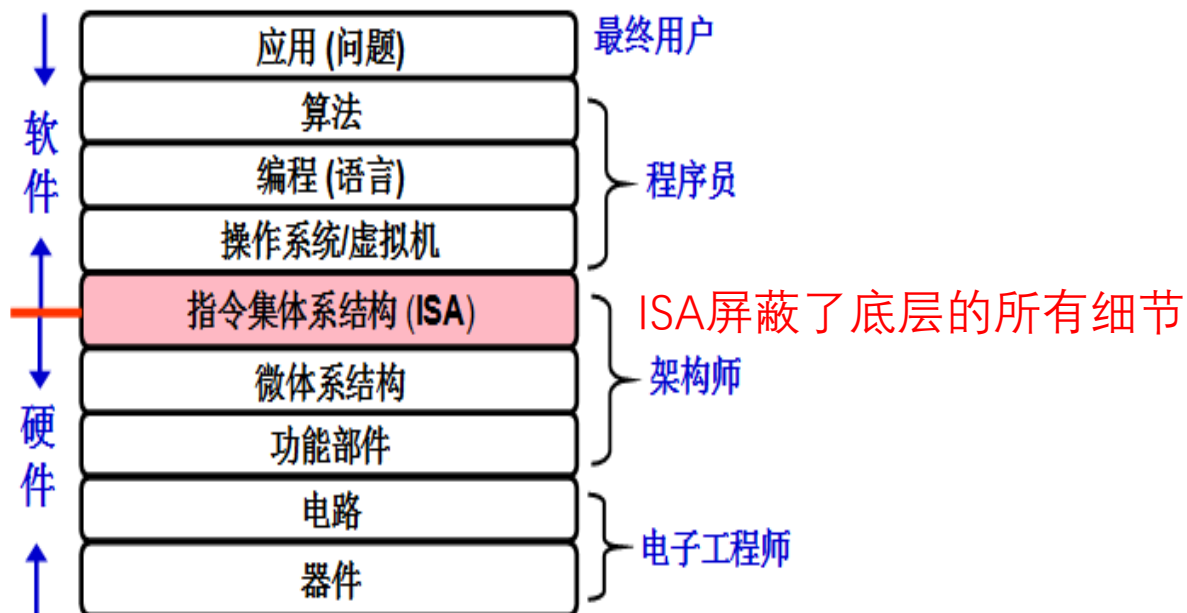 应用 (问题)
最终用户
算法
软件
编程 (语言)
程序员
操作系统/虚拟机
指令集体系结构 (ISA)
ISA屏蔽了底层的所有细节
微体系结构
架构师
硬件
功能部件
电路
电子工程师
器件